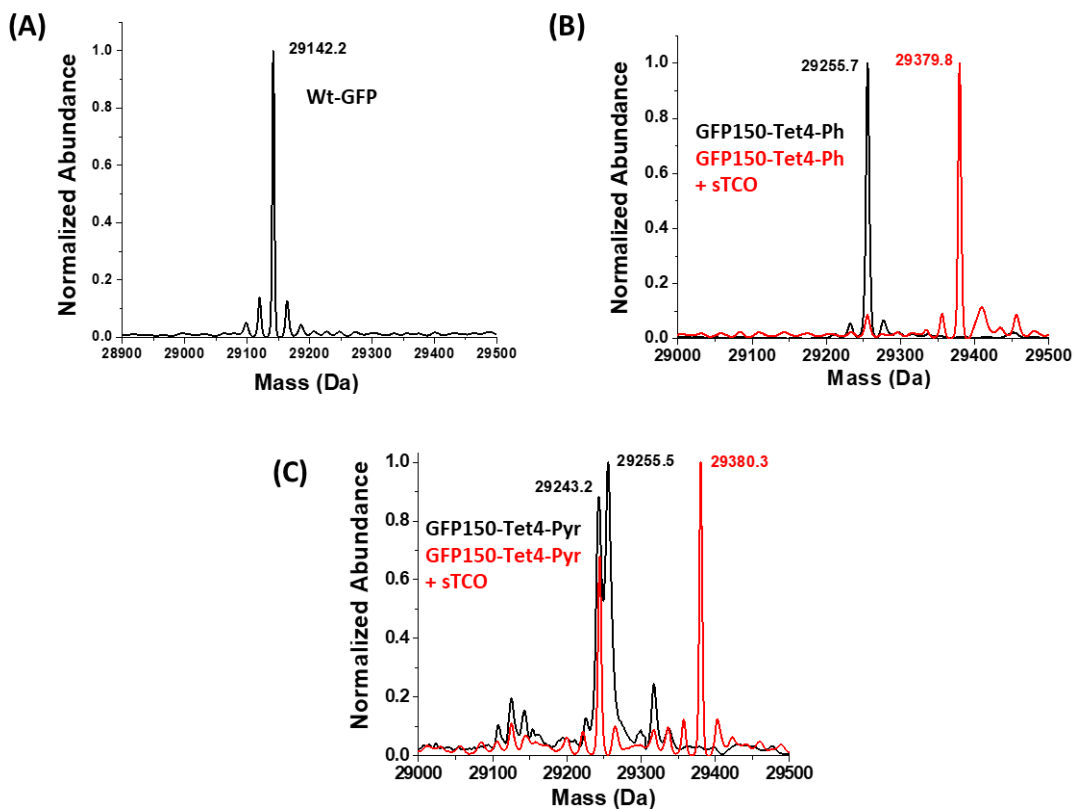 (A)
29142.2
Wt-GFP
Normalized Abundance
1.0
0.8
0.6
0.4
0.2
0.0
28900
29000
29100
29200
29300
29400
29500
Mass (Da)
(B)
29255.7
29379.8
GFP150-Tet4-Ph
GFP150-Tet4-Ph
+ sTCO
Normalized Abundance
1.0
0.8
0.6
0.4
0.2
0.0
29000
29100
29200
29300
29400
29500
Mass (Da)
(C)
29243.2
29255.5
29380.3
GFP150-Tet4-Pyr
GFP150-Tet4-Pyr
+ sTCO
Normalized Abundance
1.0
0.8
0.6
0.4
0.2
0.0
29000
29100
29200
29300
29400
29500
Mass (Da)